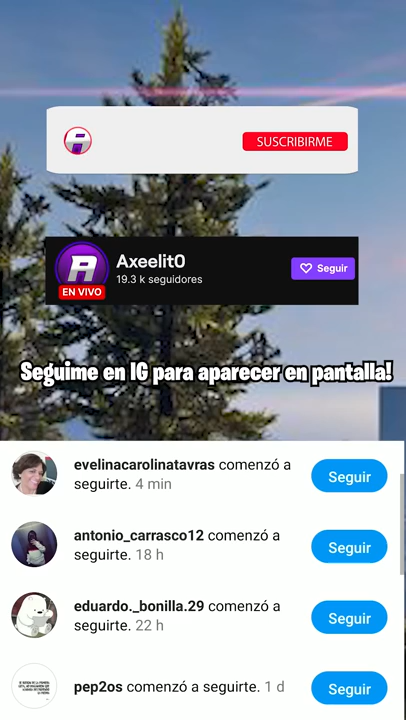 SUSCRIBIRME
Axeelit0
19.3 k seguidores
Seguir
EN VIVO
Seguime en IG para aparecer en pantalla!
evelinacarolinatavras comenzó a
seguirte. 4 min
Seguir
antonio_carrasco12 comenzó a
seguirte. 18 h
Seguir
eduardo._bonilla.29 comenzó a
seguirte. 22 h
Seguir
pep2os comenzó a seguirte. 1 d
Seguir